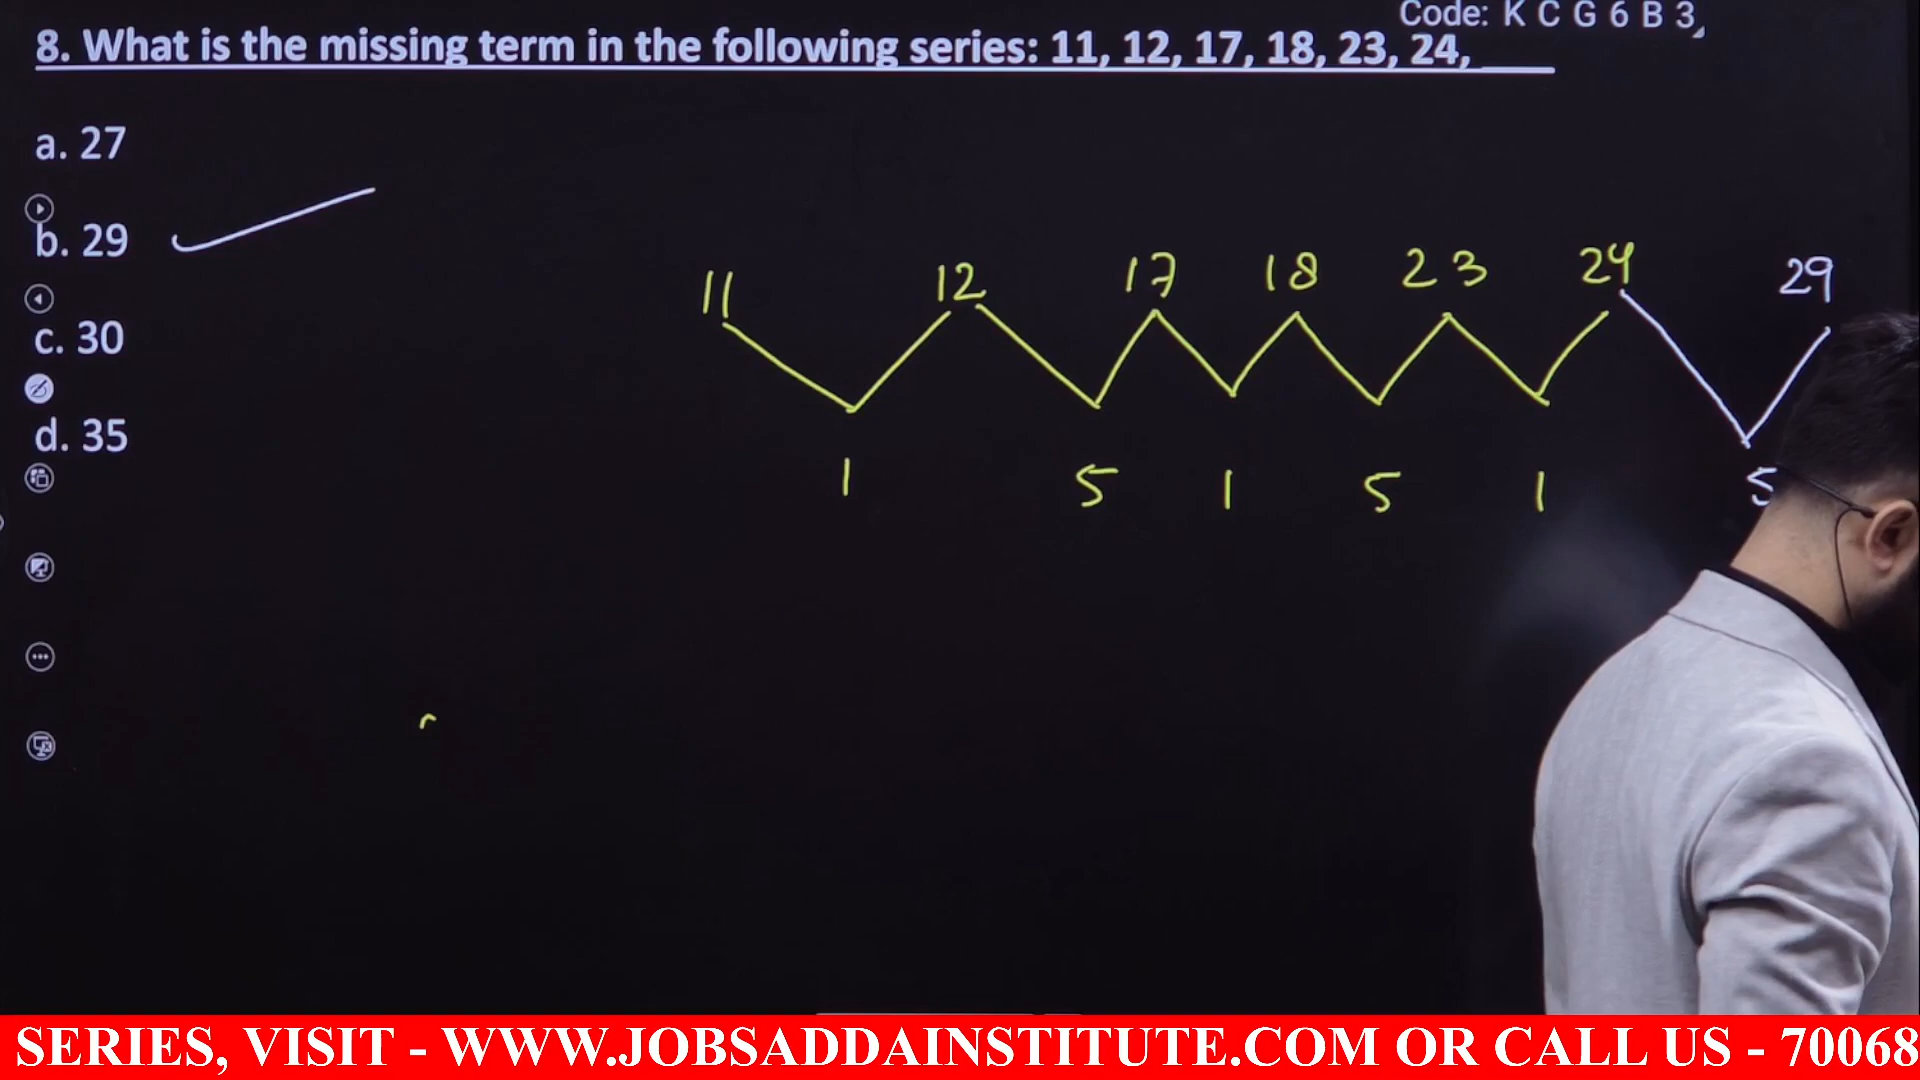 Code: K C G 6 B 3
8. What is the missing term in the following series: 11, 12, 17, 18, 23, 24, ____
a. 27
b. 29
c. 30
d. 35
11 12 17 18 23 24 29
1 5 1 5 1 5
SERIES, VISIT - WWW.JOBSADDAINSTITUTE.COM OR CALL US - 70068